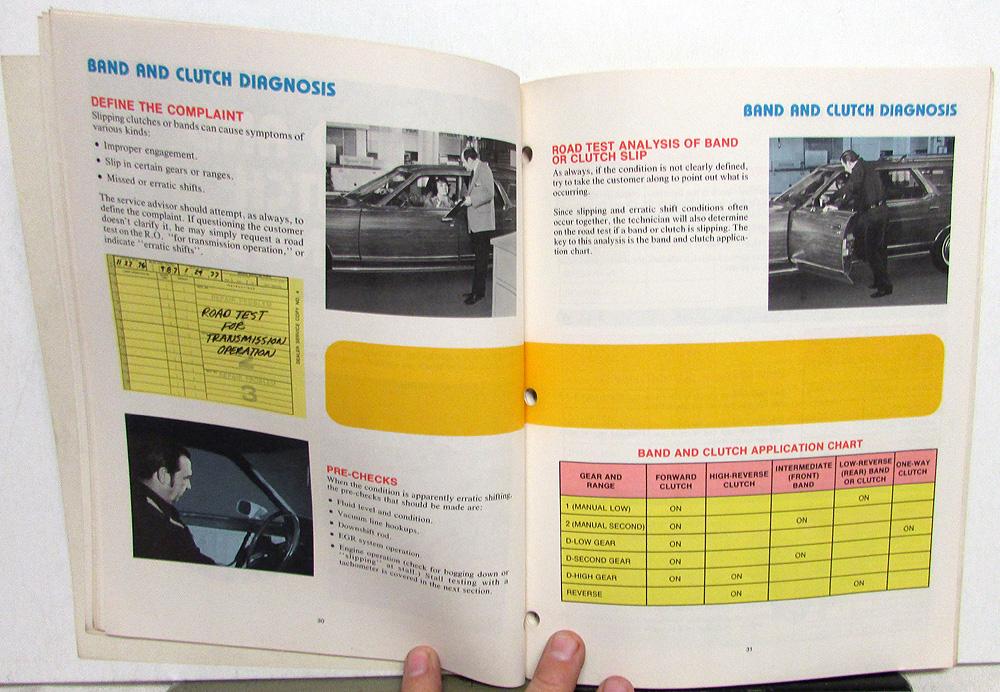 BAND AND CLUTCH DIAGNOSIS
DEFINE THE COMPLAINT
Slipping clutches or bands can cause symptoms of
various kinds:
• Improper engagement.
• Slip in certain gears or ranges.
• Missed or erratic shifts.
The service advisor should attempt, as always, to
define the complaint. If questioning the customer
doesn't clarify it, he may simply request a road
test on the R.O. "for transmission operation," or
indicate "erratic shifts".
REPAIR PROBLEM
ROAD TEST
FOR
TRANSMISSION
OPERATION
2
REPAIR PROBLEM
3
DEALER SERVICE COPY NO. 4
PRE-CHECKS
When the condition is apparently erratic shifting,
the pre-checks that should be made are:
• Fluid level and condition.
• Vacuum line hookups.
• Downshift rod.
• EGR system operation.
• Engine operation (check for bogging down or
"slipping" at stall.) Stall testing with a
tachometer is covered in the next section.
30
BAND AND CLUTCH DIAGNOSIS
ROAD TEST ANALYSIS OF BAND
OR CLUTCH SLIP
As always, if the condition is not clearly defined,
try to take the customer along to point out what is
occurring.
Since slipping and erratic shift conditions often
occur together, the technician will also determine
on the road test if a band or clutch is slipping. The
key to this analysis is the band and clutch applica-
tion chart.
BAND AND CLUTCH APPLICATION CHART
GEAR AND RANGE FORWARD CLUTCH HIGH-REVERSE CLUTCH INTERMEDIATE (FRONT) BAND LOW-REVERSE (REAR) BAND OR CLUTCH ONE-WAY CLUTCH
1 (MANUAL LOW) ON ON
2 (MANUAL SECOND) ON ON
D-LOW GEAR ON ON
D-SECOND GEAR ON ON
D-HIGH GEAR ON ON
REVERSE ON ON
31